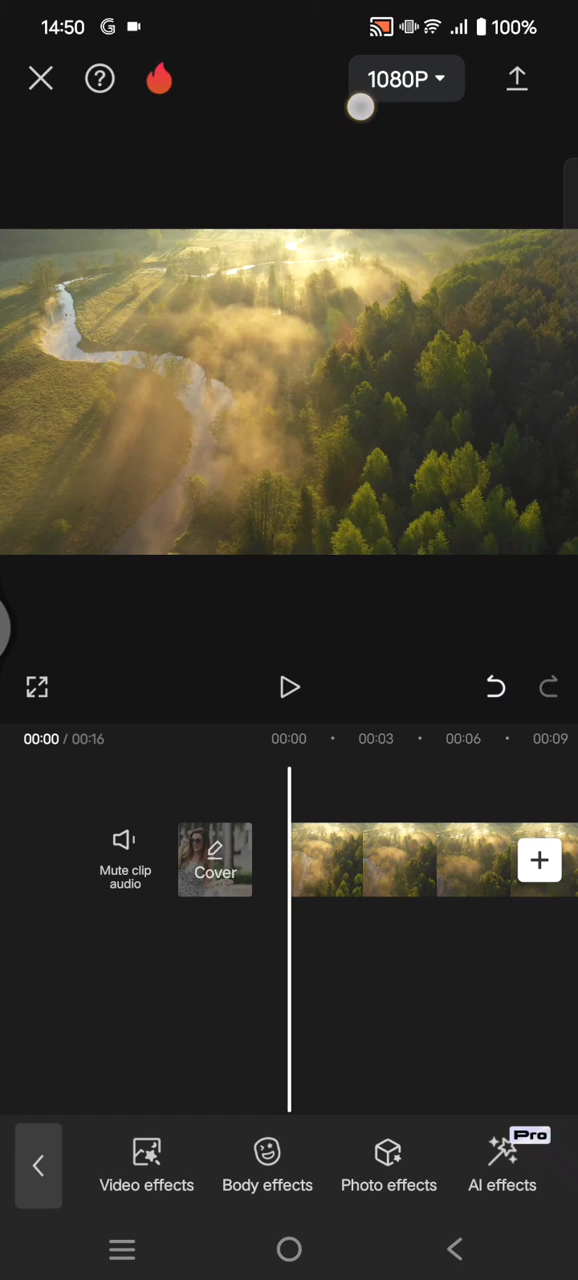 14:50 G 100%
1080P
00:00 / 00:16 00:00 • 00:03 • 00:06 • 00:09
Mute clip
audio
Cover
Pro
Video effects Body effects Photo effects AI effects